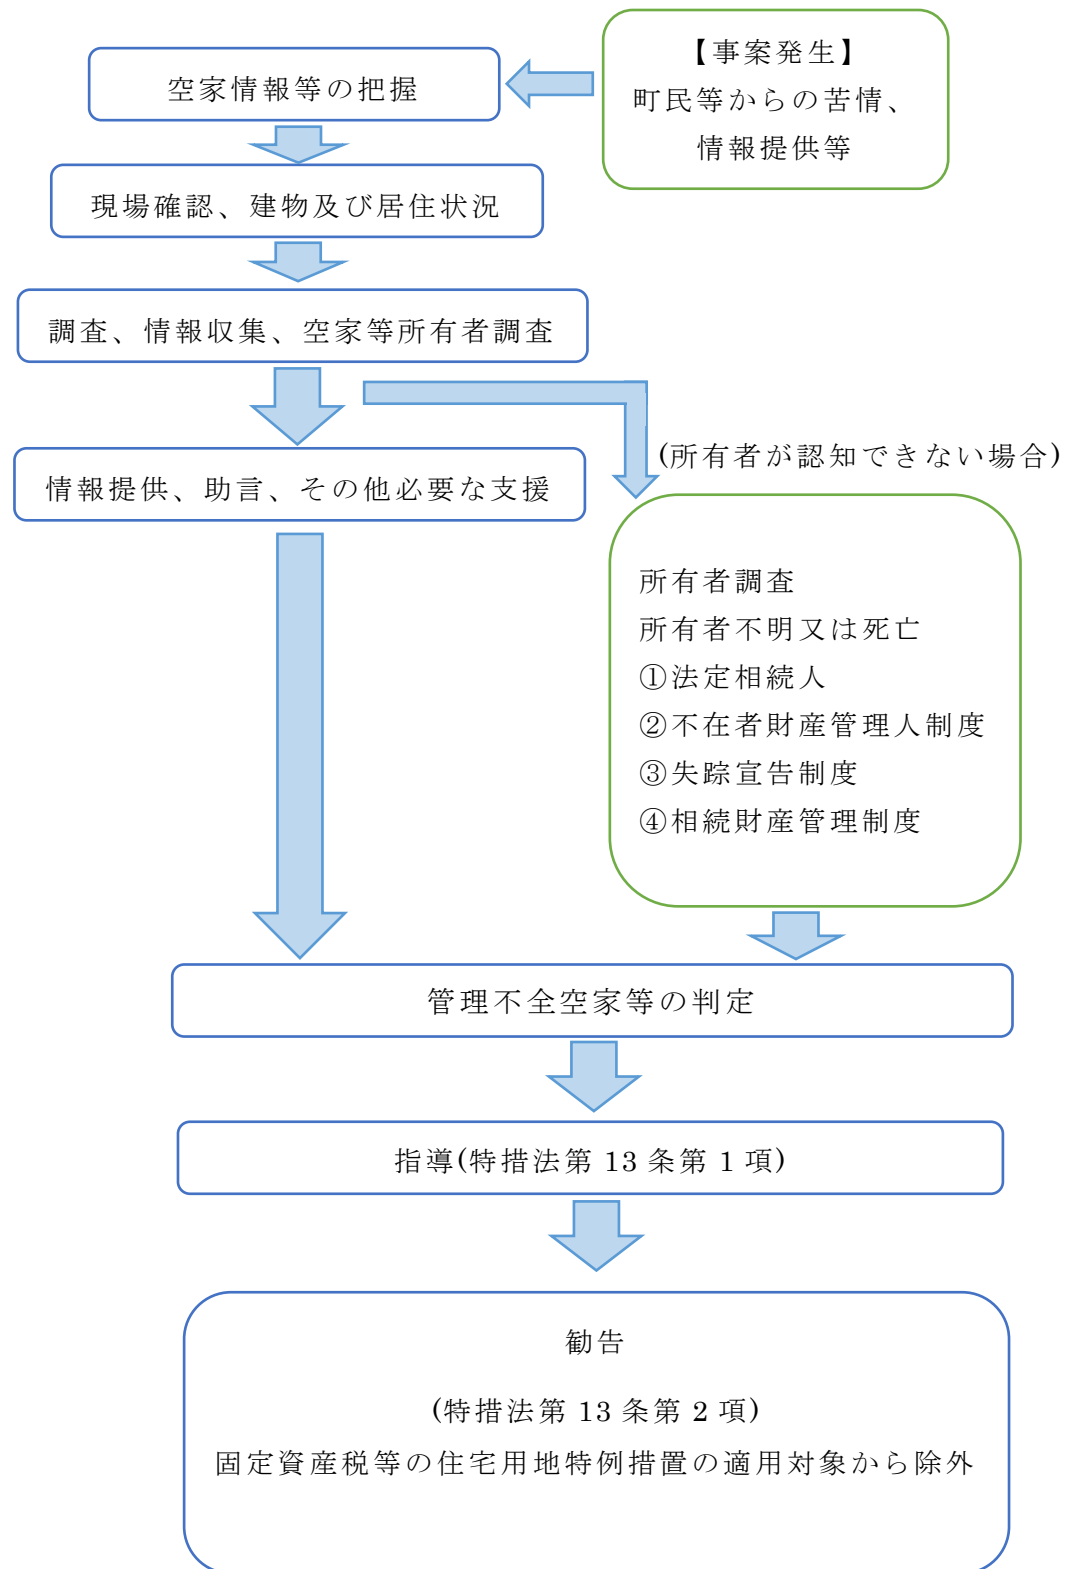 【事案発生】
町民等からの苦情、
情報提供等
空家情報等の把握
現場確認、建物及び居住状況
調査、情報収集、空家等所有者調査
(所有者が認知できない場合)
情報提供、助言、その他必要な支援
所有者調査
所有者不明又は死亡
①法定相続人
②不在者財産管理人制度
③失踪宣告制度
④相続財産管理制度
管理不全空家等の判定
指導(特措法第 13 条第 1 項)
勧告
(特措法第 13 条第 2 項)
固定資産税等の住宅用地特例措置の適用対象から除外